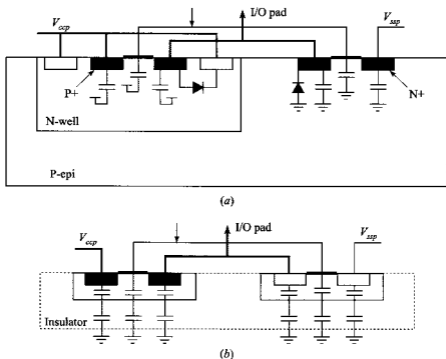 V_ccp
I/O pad
V_ssp
P+
N+
N-well
P-epi
(a)
V_ccp
I/O pad
V_ssp
Insulator
(b)